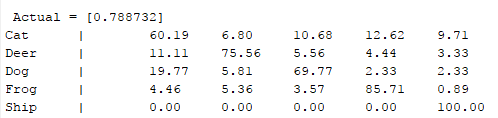 Actual = [0.788732]
Cat | 60.19 6.80 10.68 12.62 9.71
Deer | 11.11 75.56 5.56 4.44 3.33
Dog | 19.77 5.81 69.77 2.33 2.33
Frog | 4.46 5.36 3.57 85.71 0.89
Ship | 0.00 0.00 0.00 0.00 100.00